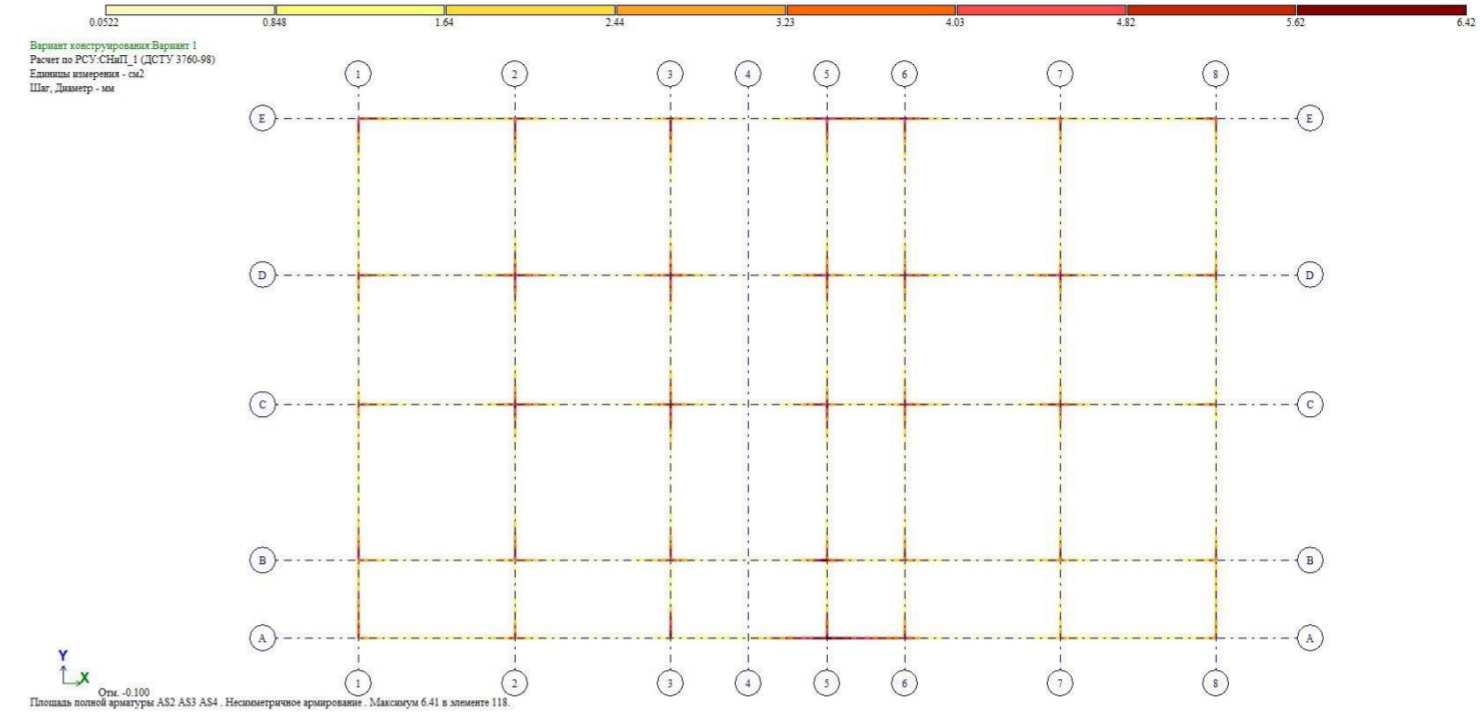 0.0522 0.848 1.64 2.44 3.23 4.03 4.82 5.62 6.42
Вариант конструирования:Вариант 1
Расчет по РСУ:СНиП_1 (ДСТУ 3760-98)
Единицы измерения - см2
Шаг, Диаметр - мм
1 2 3 4 5 6 7 8
E E
D D
C C
B B
A A
Y
X
1 2 3 4 5 6 7 8
Отм. -0.100
Площадь полной арматуры AS2 AS3 AS4 . Несимметричное армирование . Максимум 6.41 в элементе 118.